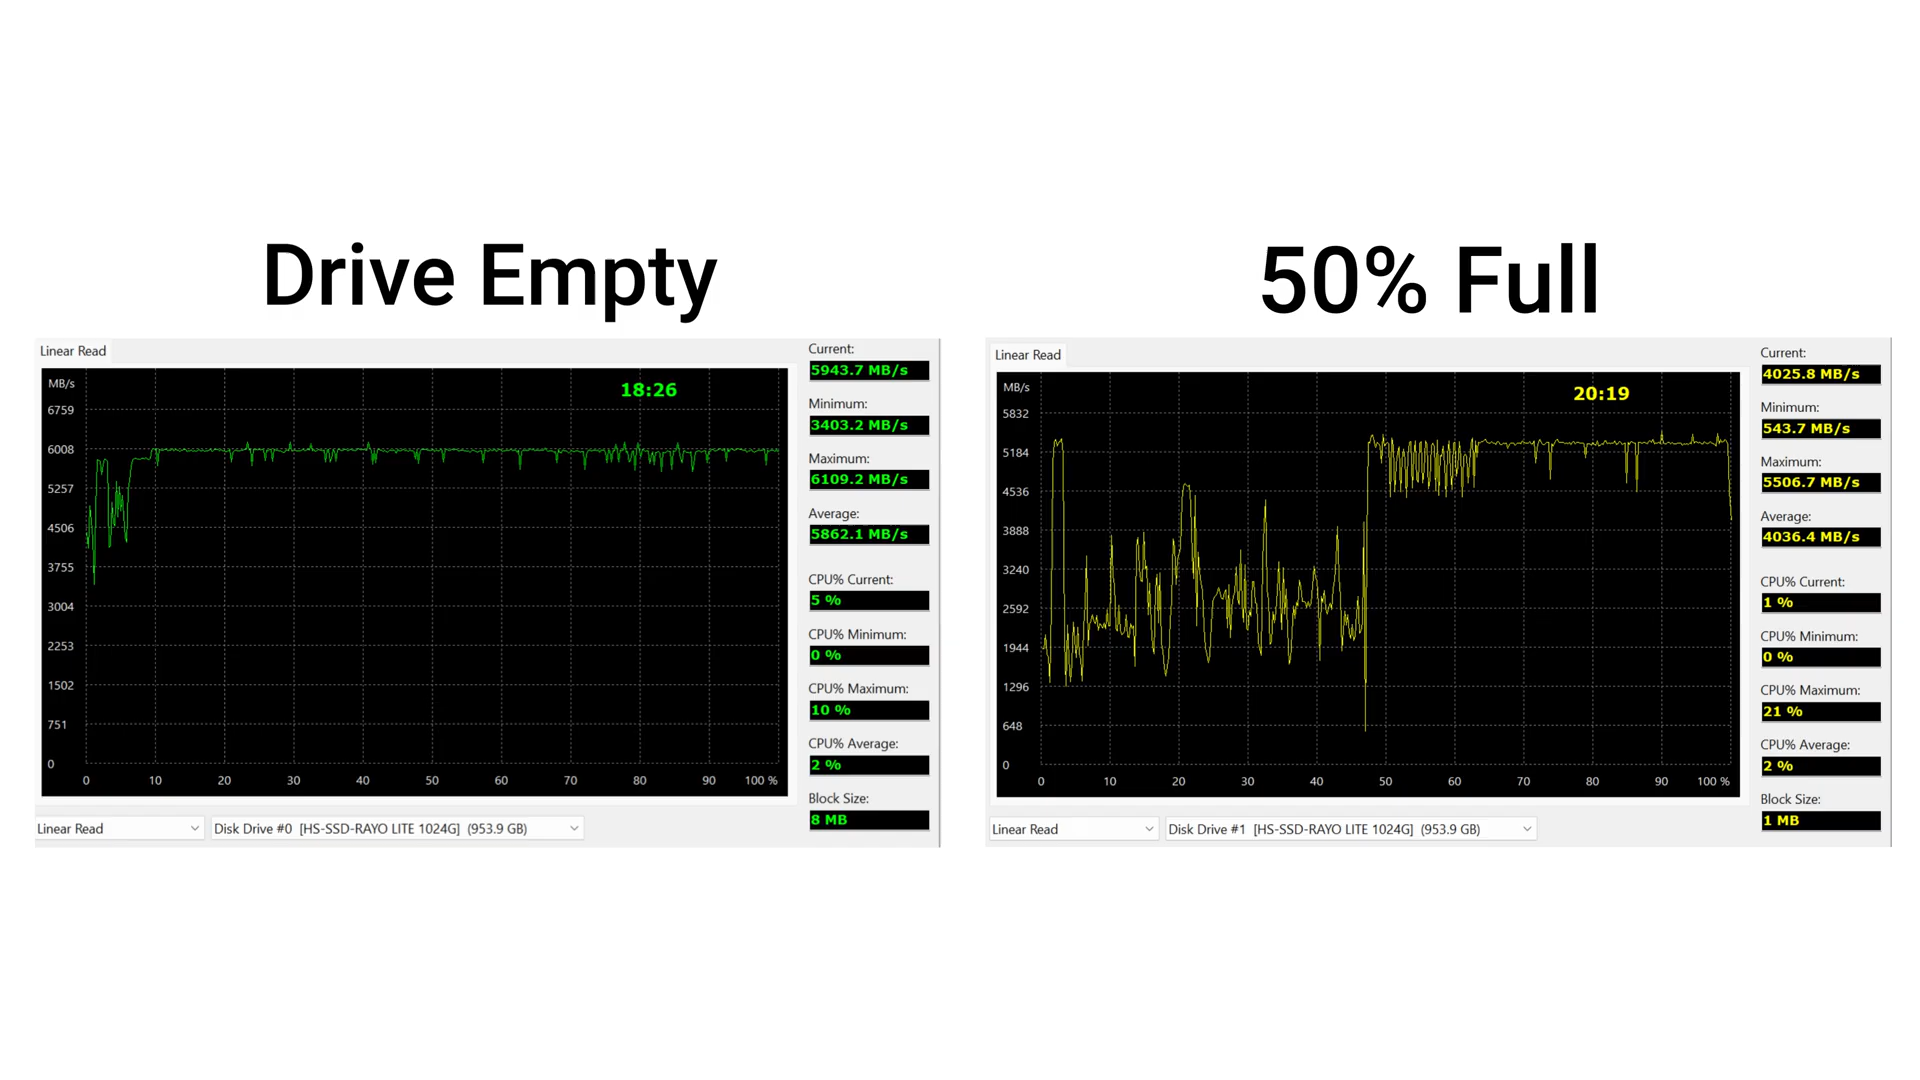 Drive Empty
50% Full
Linear Read
MB/s
6759
6008
5257
4506
3755
3004
2253
1502
751
0
18:26
0 10 20 30 40 50 60 70 80 90 100 %
Current:
5943.7 MB/s
Minimum:
3403.2 MB/s
Maximum:
6109.2 MB/s
Average:
5862.1 MB/s
CPU% Current:
5 %
CPU% Minimum:
0 %
CPU% Maximum:
10 %
CPU% Average:
2 %
Block Size:
8 MB
Linear Read
Disk Drive #0 [HS-SSD-RAYO LITE 1024G] (953.9 GB)
Linear Read
MB/s
5832
5184
4536
3888
3240
2592
1944
1296
648
0
20:19
0 10 20 30 40 50 60 70 80 90 100 %
Current:
4025.8 MB/s
Minimum:
543.7 MB/s
Maximum:
5506.7 MB/s
Average:
4036.4 MB/s
CPU% Current:
1 %
CPU% Minimum:
0 %
CPU% Maximum:
21 %
CPU% Average:
2 %
Block Size:
1 MB
Linear Read
Disk Drive #1 [HS-SSD-RAYO LITE 1024G] (953.9 GB)